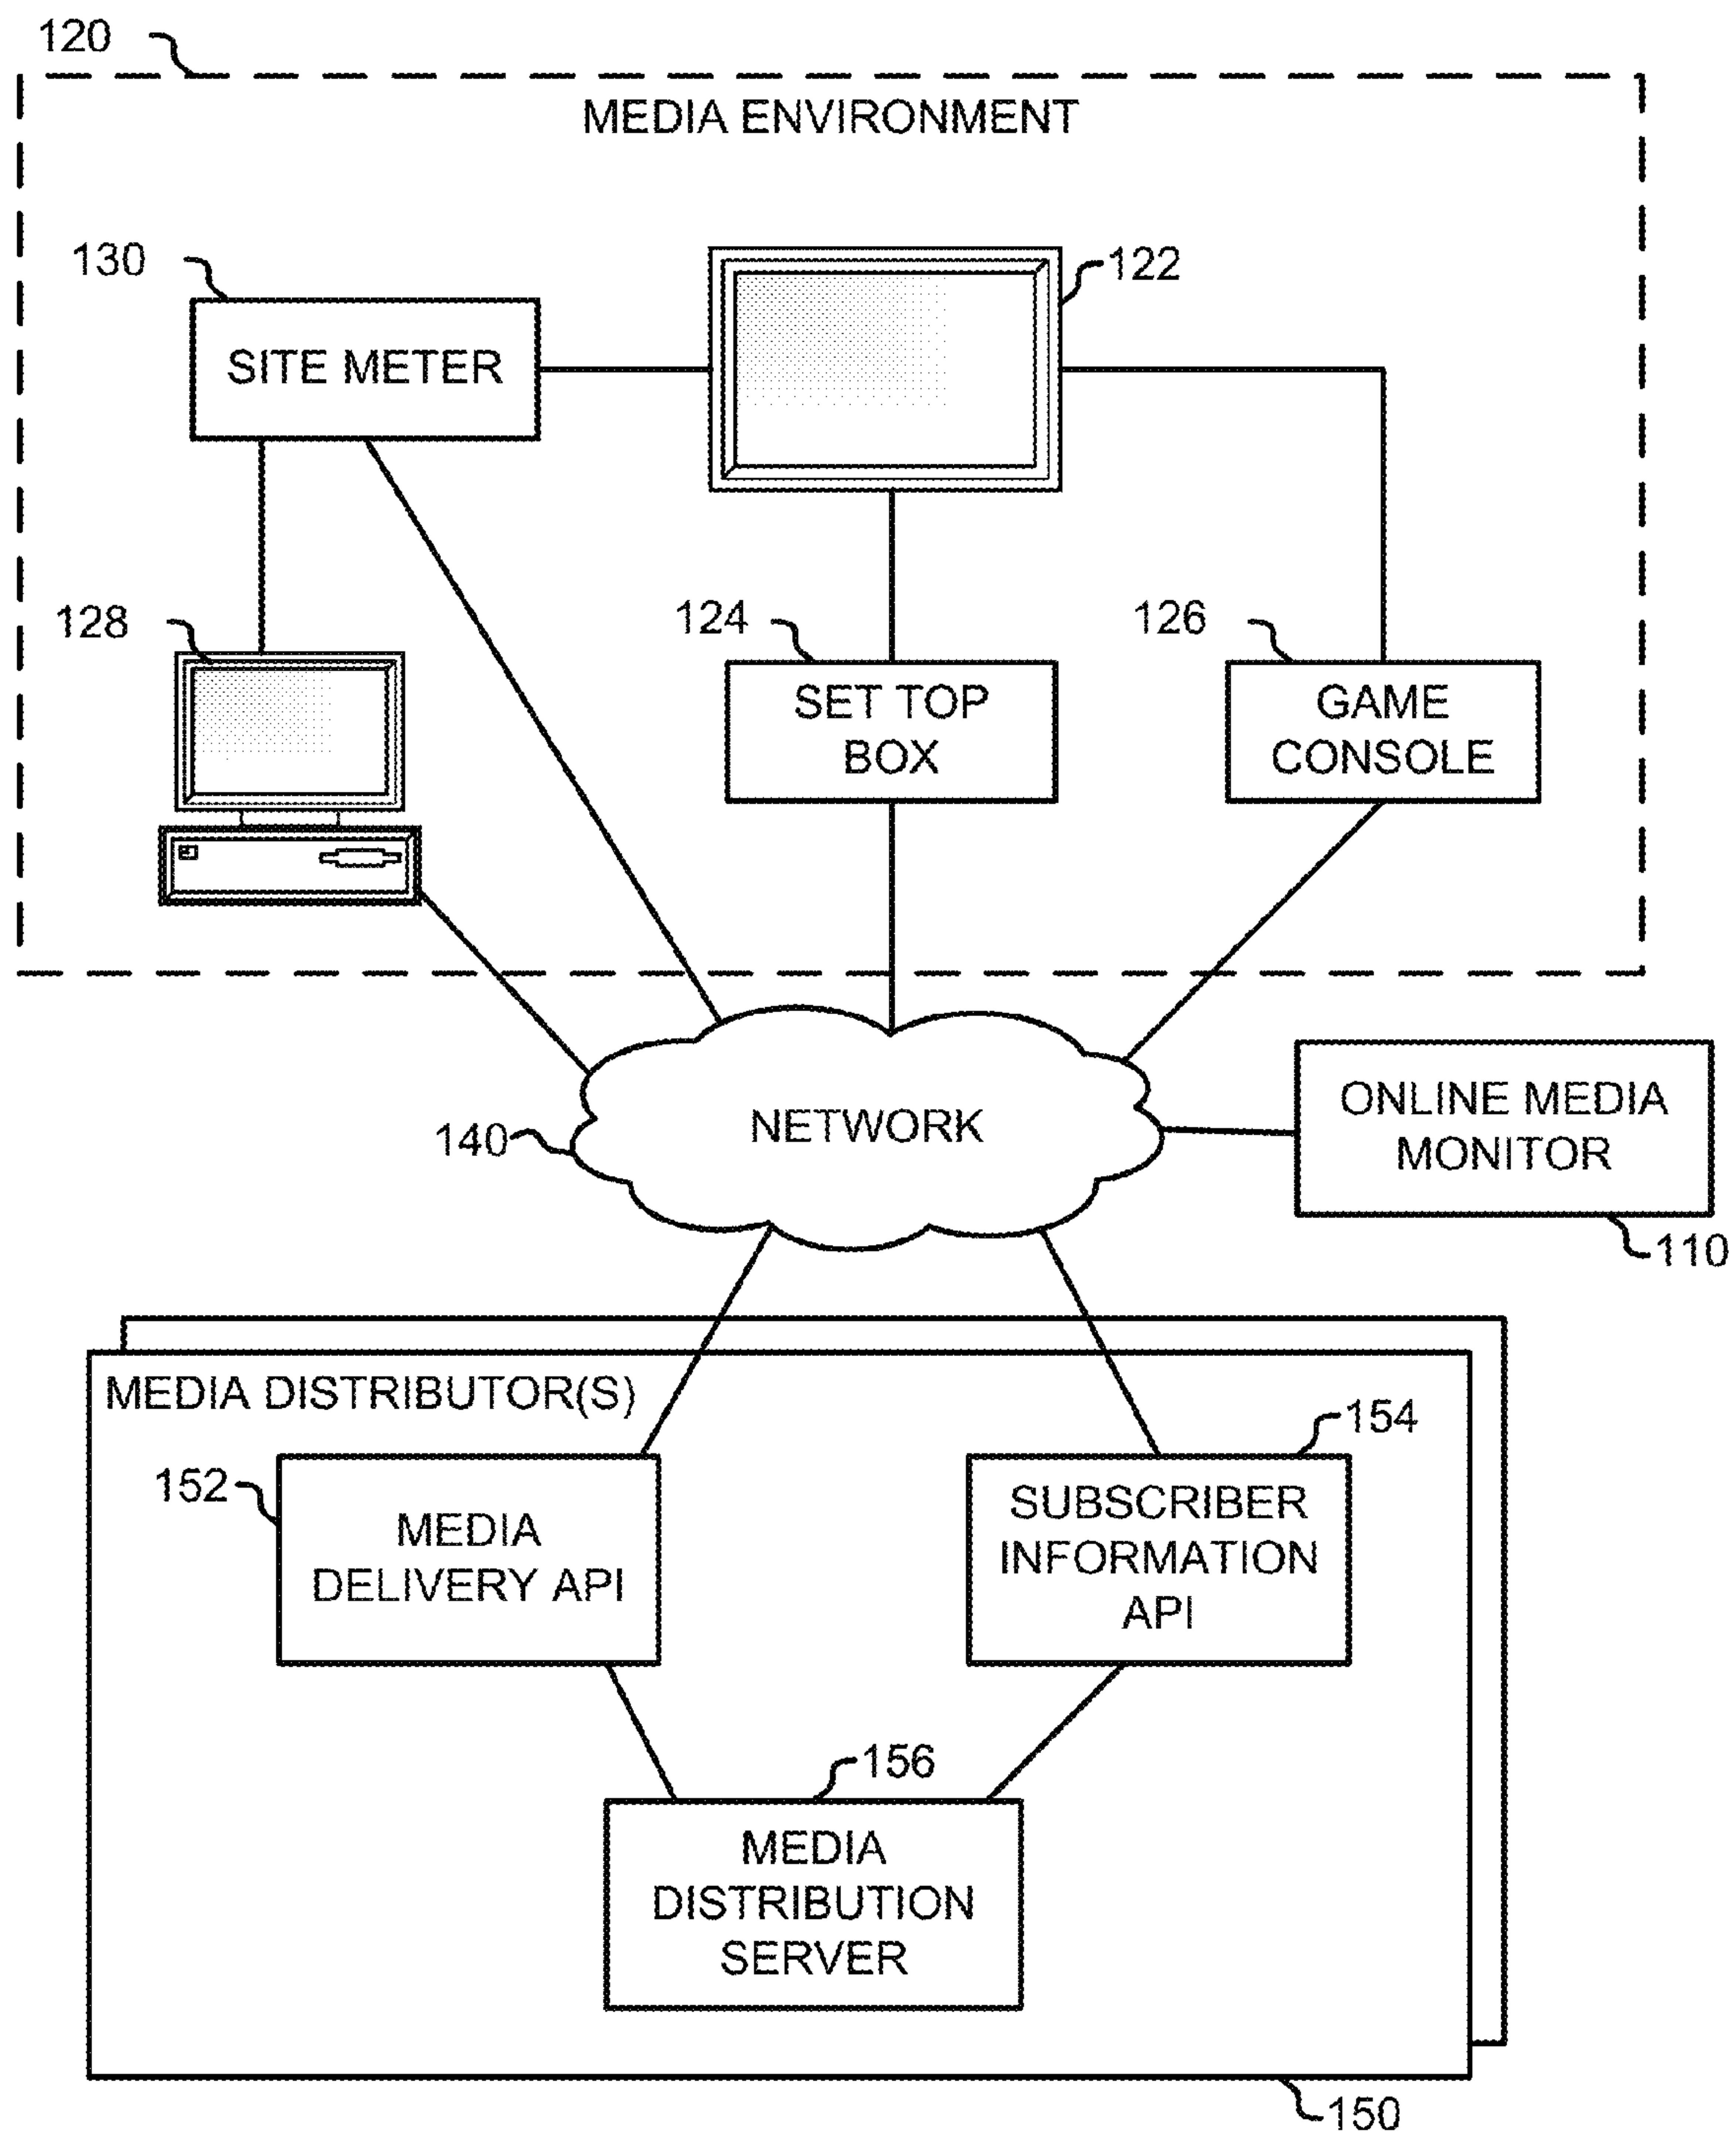 120
MEDIA ENVIRONMENT
130
122
SITE METER
128
124
126
SET TOP
BOX
GAME
CONSOLE
NETWORK
140
ONLINE MEDIA
MONITOR
110
MEDIA DISTRIBUTOR(S)
154
152
MEDIA
DELIVERY API
SUBSCRIBER
INFORMATION
API
156
MEDIA
DISTRIBUTION
SERVER
150